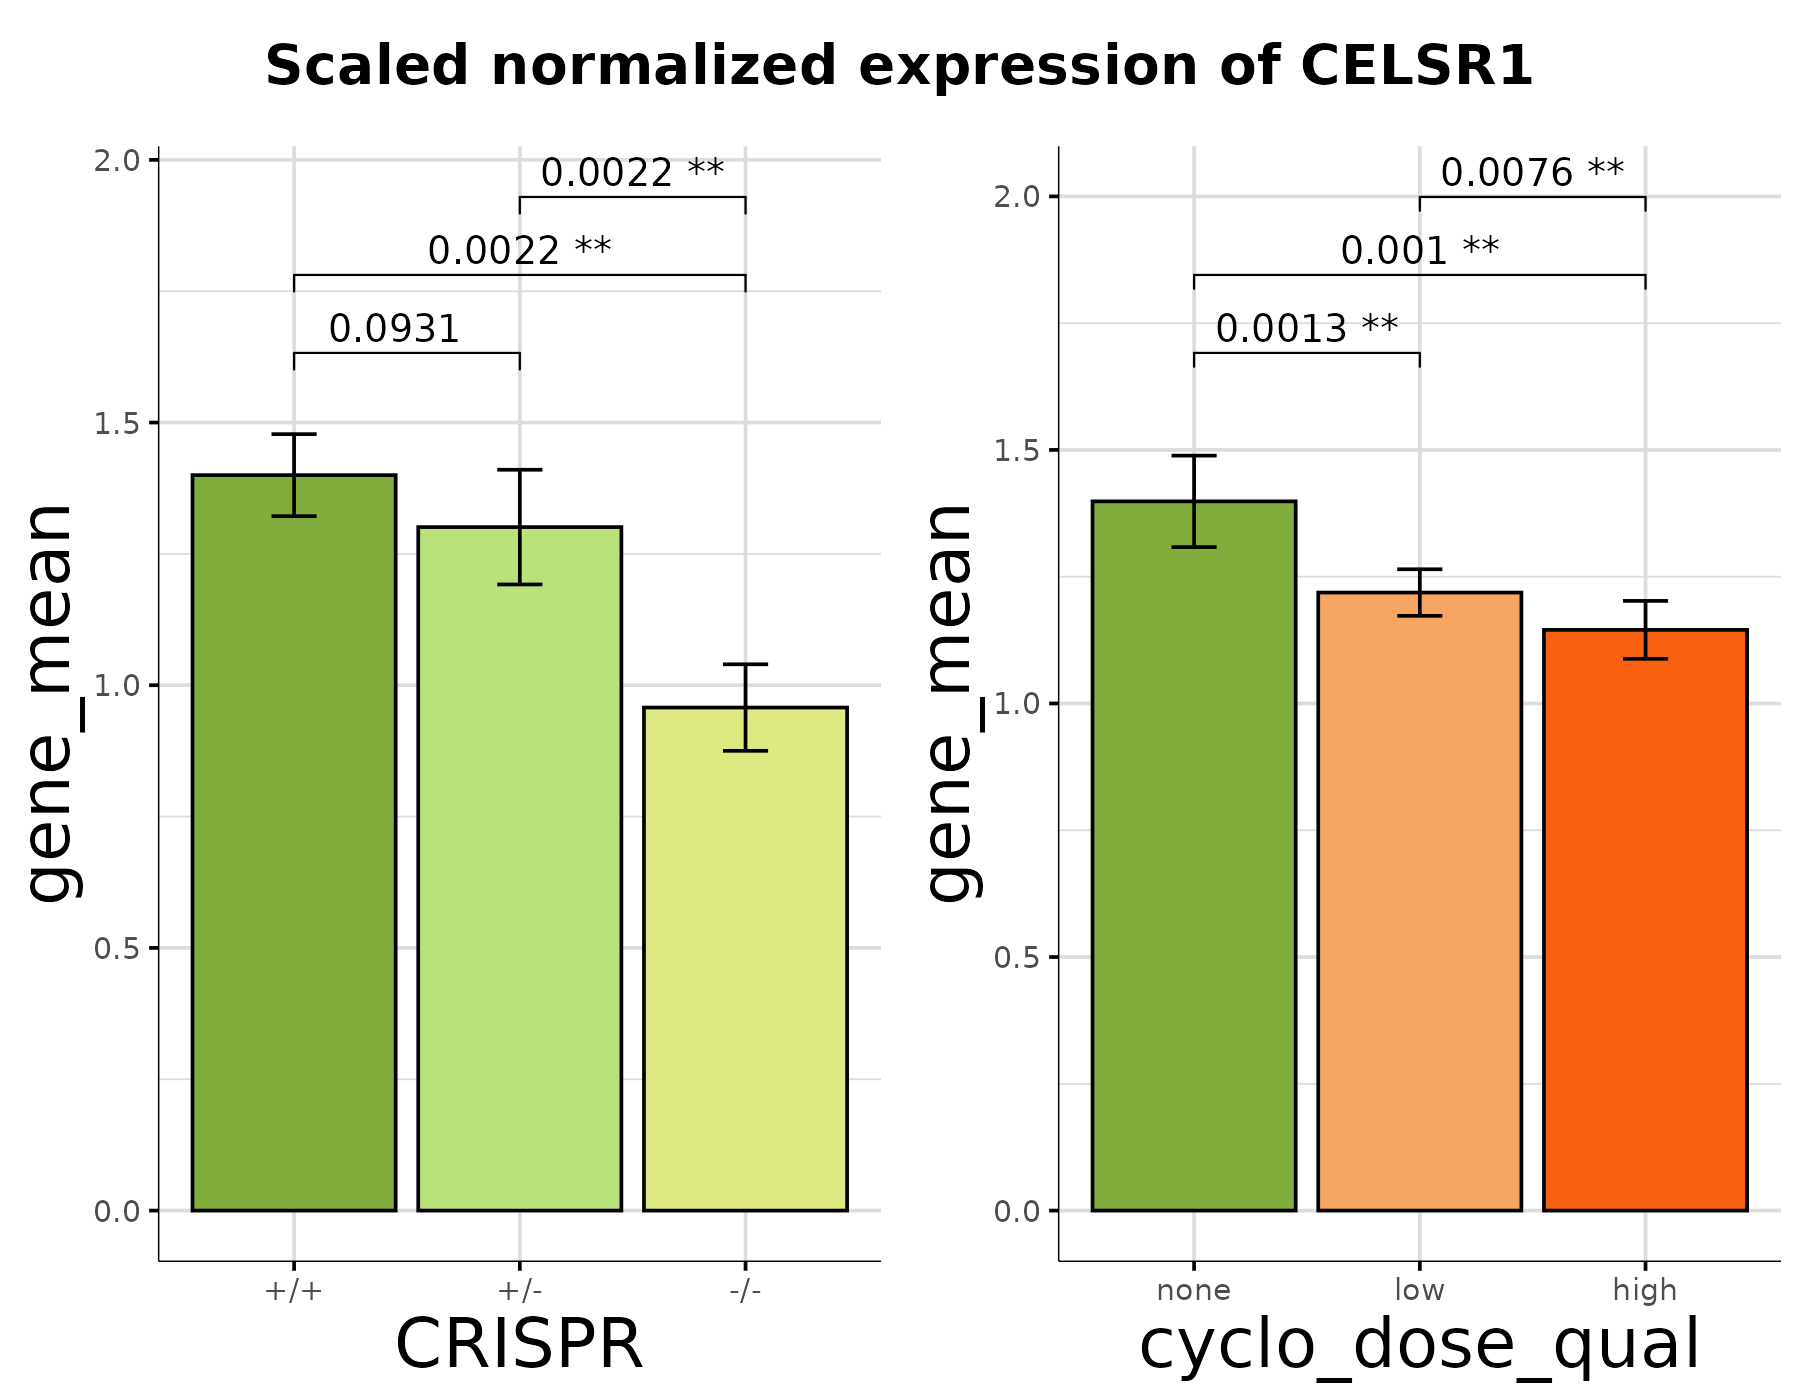 Scaled normalized expression of CELSR1
gene_mean
2.0
1.5
1.0
0.5
0.0
0.0022 **
0.0022 **
0.0931
+/+ +/- -/-
CRISPR
gene_mean
2.0
1.5
1.0
0.5
0.0
0.0076 **
0.001 **
0.0013 **
none low high
cyclo_dose_qual